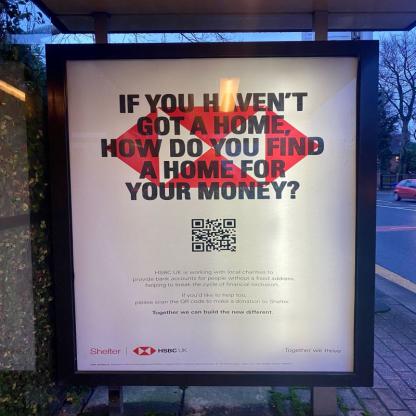 IF YOU HAVEN'T
GOT A HOME,
HOW DO YOU FIND
A HOME FOR
YOUR MONEY?
HSBC UK is working with local charities to
provide bank accounts for people without a fixed address,
helping to break the cycle of financial exclusion.
If you'd like to help too,
please scan the QR code to make a donation to Shelter.
Together we can build the new different.
Shelter HSBC UK Together we thrive